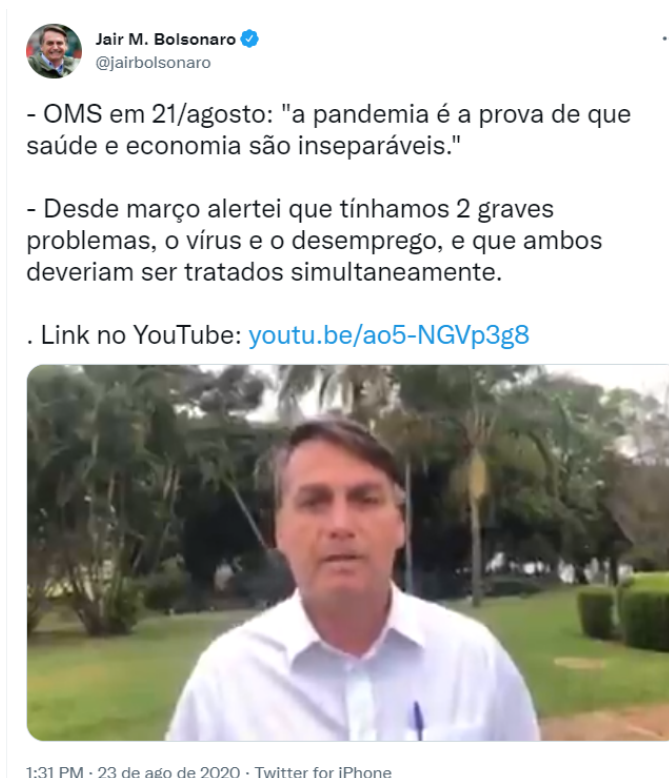 Jair M. Bolsonaro
@jairbolsonaro
- OMS em 21/agosto: "a pandemia é a prova de que
saúde e economia são inseparáveis."
- Desde março alertei que tínhamos 2 graves
problemas, o vírus e o desemprego, e que ambos
deveriam ser tratados simultaneamente.
. Link no YouTube: youtu.be/ao5-NGVp3g8
1:31 PM · 23 de ago de 2020 · Twitter for iPhone